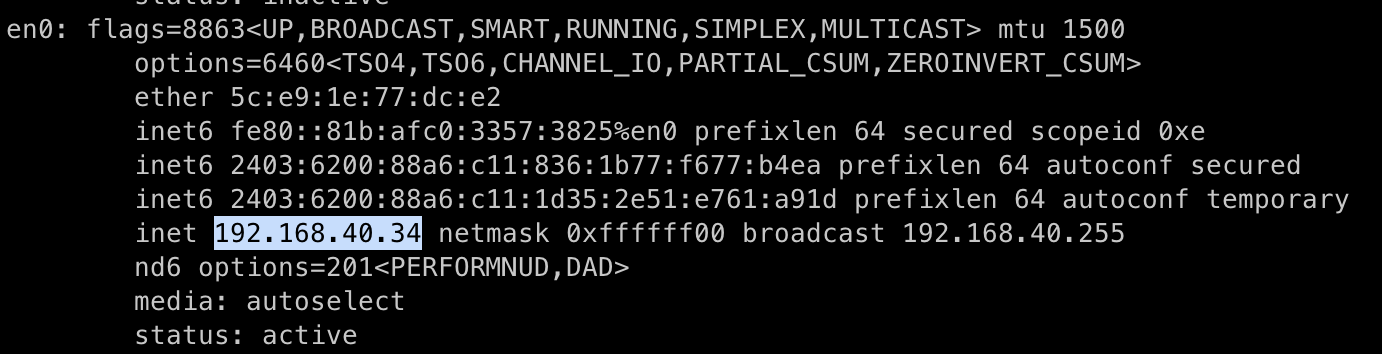 status: inactive
en0: flags=8863<UP,BROADCAST,SMART,RUNNING,SIMPLEX,MULTICAST> mtu 1500
options=6460<TSO4,TSO6,CHANNEL_IO,PARTIAL_CSUM,ZEROINVERT_CSUM>
ether 5c:e9:1e:77:dc:e2
inet6 fe80::81b:afc0:3357:3825%en0 prefixlen 64 secured scopeid 0xe
inet6 2403:6200:88a6:c11:836:1b77:f677:b4ea prefixlen 64 autoconf secured
inet6 2403:6200:88a6:c11:1d35:2e51:e761:a91d prefixlen 64 autoconf temporary
inet 192.168.40.34 netmask 0xffffff00 broadcast 192.168.40.255
nd6 options=201<PERFORMNUD,DAD>
media: autoselect
status: active